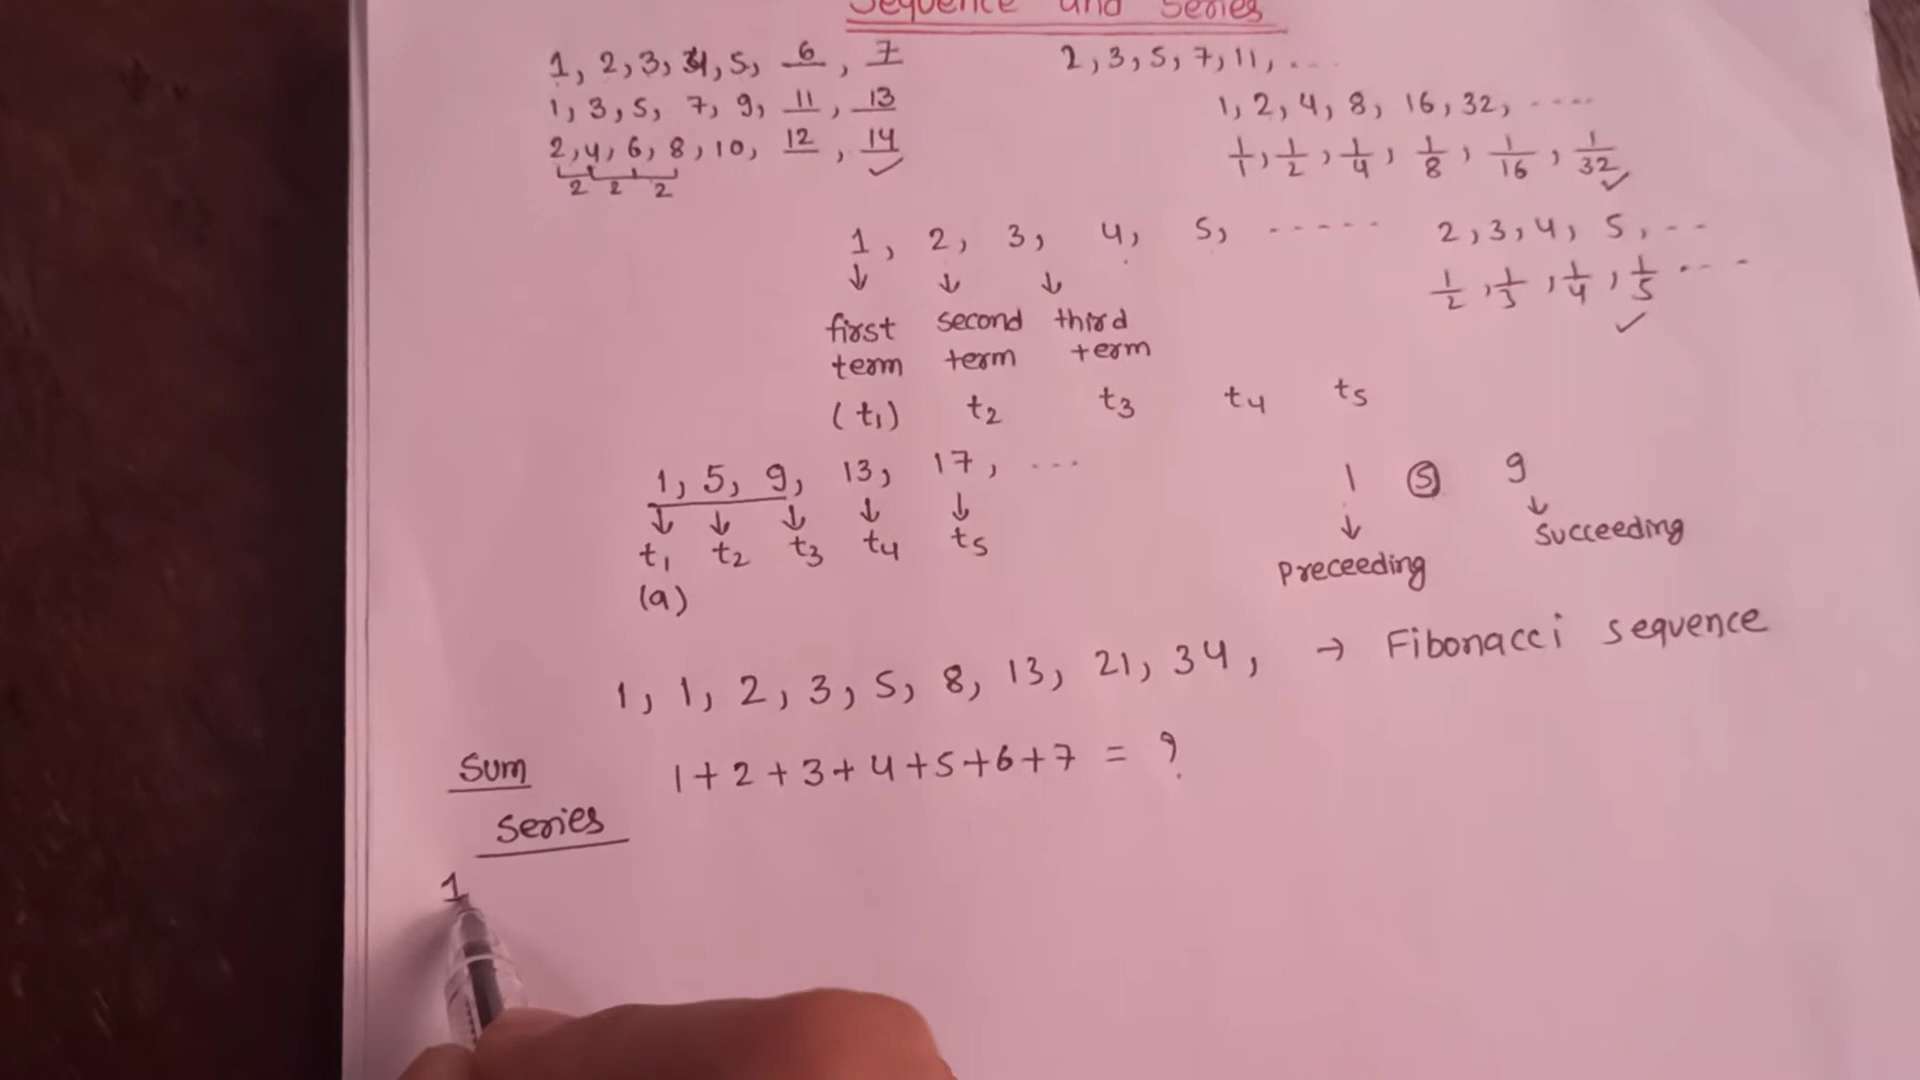 Sequence and Series
1, 2, 3, 4, 5, 6, 7
2, 3, 5, 7, 11, ...
1, 3, 5, 7, 9, 11, 13
1, 2, 4, 8, 16, 32, ....
2, 4, 6, 8, 10, 12, 14 ✓
1/1, 1/2, 1/4, 1/8, 1/16, 1/32 ✓
2 2 2
1, 2, 3, 4, 5, -----
2, 3, 4, 5, ...
↓ ↓ ↓
1/2, 1/3, 1/4, 1/5 ... ✓
first second third
term term term
(t1) t2 t3 t4 t5
1, 5, 9, 13, 17, ...
1 5 9
↓ ↓ ↓ ↓ ↓
↓ ↓
t1 t2 t3 t4 t5
preceeding Succeeding
(a)
1, 1, 2, 3, 5, 8, 13, 21, 34, → Fibonacci sequence
Sum 1+2+3+4+5+6+7 = ?
Series
1